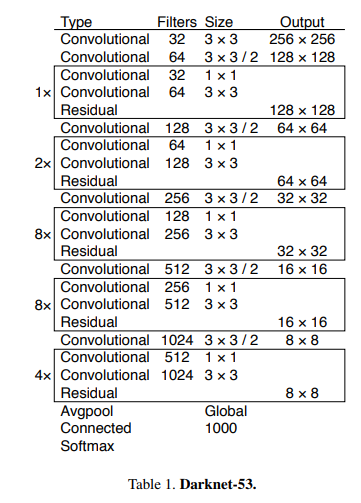 Type Filters Size Output
Convolutional 32 3 × 3 256 × 256
Convolutional 64 3 × 3 / 2 128 × 128
Convolutional 32 1 × 1
1× Convolutional 64 3 × 3
Residual 128 × 128
Convolutional 128 3 × 3 / 2 64 × 64
Convolutional 64 1 × 1
2× Convolutional 128 3 × 3
Residual 64 × 64
Convolutional 256 3 × 3 / 2 32 × 32
Convolutional 128 1 × 1
8× Convolutional 256 3 × 3
Residual 32 × 32
Convolutional 512 3 × 3 / 2 16 × 16
Convolutional 256 1 × 1
8× Convolutional 512 3 × 3
Residual 16 × 16
Convolutional 1024 3 × 3 / 2 8 × 8
Convolutional 512 1 × 1
4× Convolutional 1024 3 × 3
Residual 8 × 8
Avgpool Global
Connected 1000
Softmax
Table 1. Darknet-53.